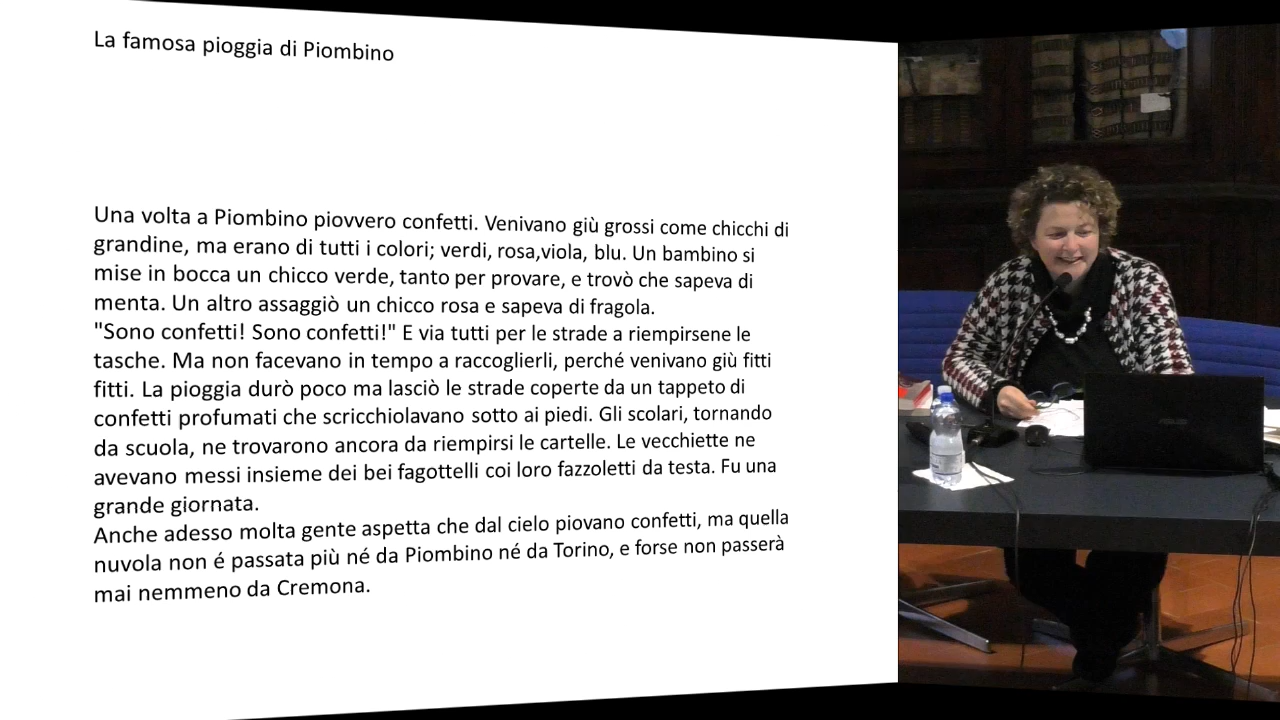 La famosa pioggia di Piombino
Una volta a Piombino piovvero confetti. Venivano giù grossi come chicchi di
grandine, ma erano di tutti i colori; verdi, rosa,viola, blu. Un bambino si
mise in bocca un chicco verde, tanto per provare, e trovò che sapeva di
menta. Un altro assaggiò un chicco rosa e sapeva di fragola.
"Sono confetti! Sono confetti!" E via tutti per le strade a riempirsene le
tasche. Ma non facevano in tempo a raccoglierli, perché venivano giù fitti
fitti. La pioggia durò poco ma lasciò le strade coperte da un tappeto di
confetti profumati che scricchiolavano sotto ai piedi. Gli scolari, tornando
da scuola, ne trovarono ancora da riempirsi le cartelle. Le vecchiette ne
avevano messi insieme dei bei fagottelli coi loro fazzoletti da testa. Fu una
grande giornata.
Anche adesso molta gente aspetta che dal cielo piovano confetti, ma quella
nuvola non é passata più né da Piombino né da Torino, e forse non passerà
mai nemmeno da Cremona.
ASUS